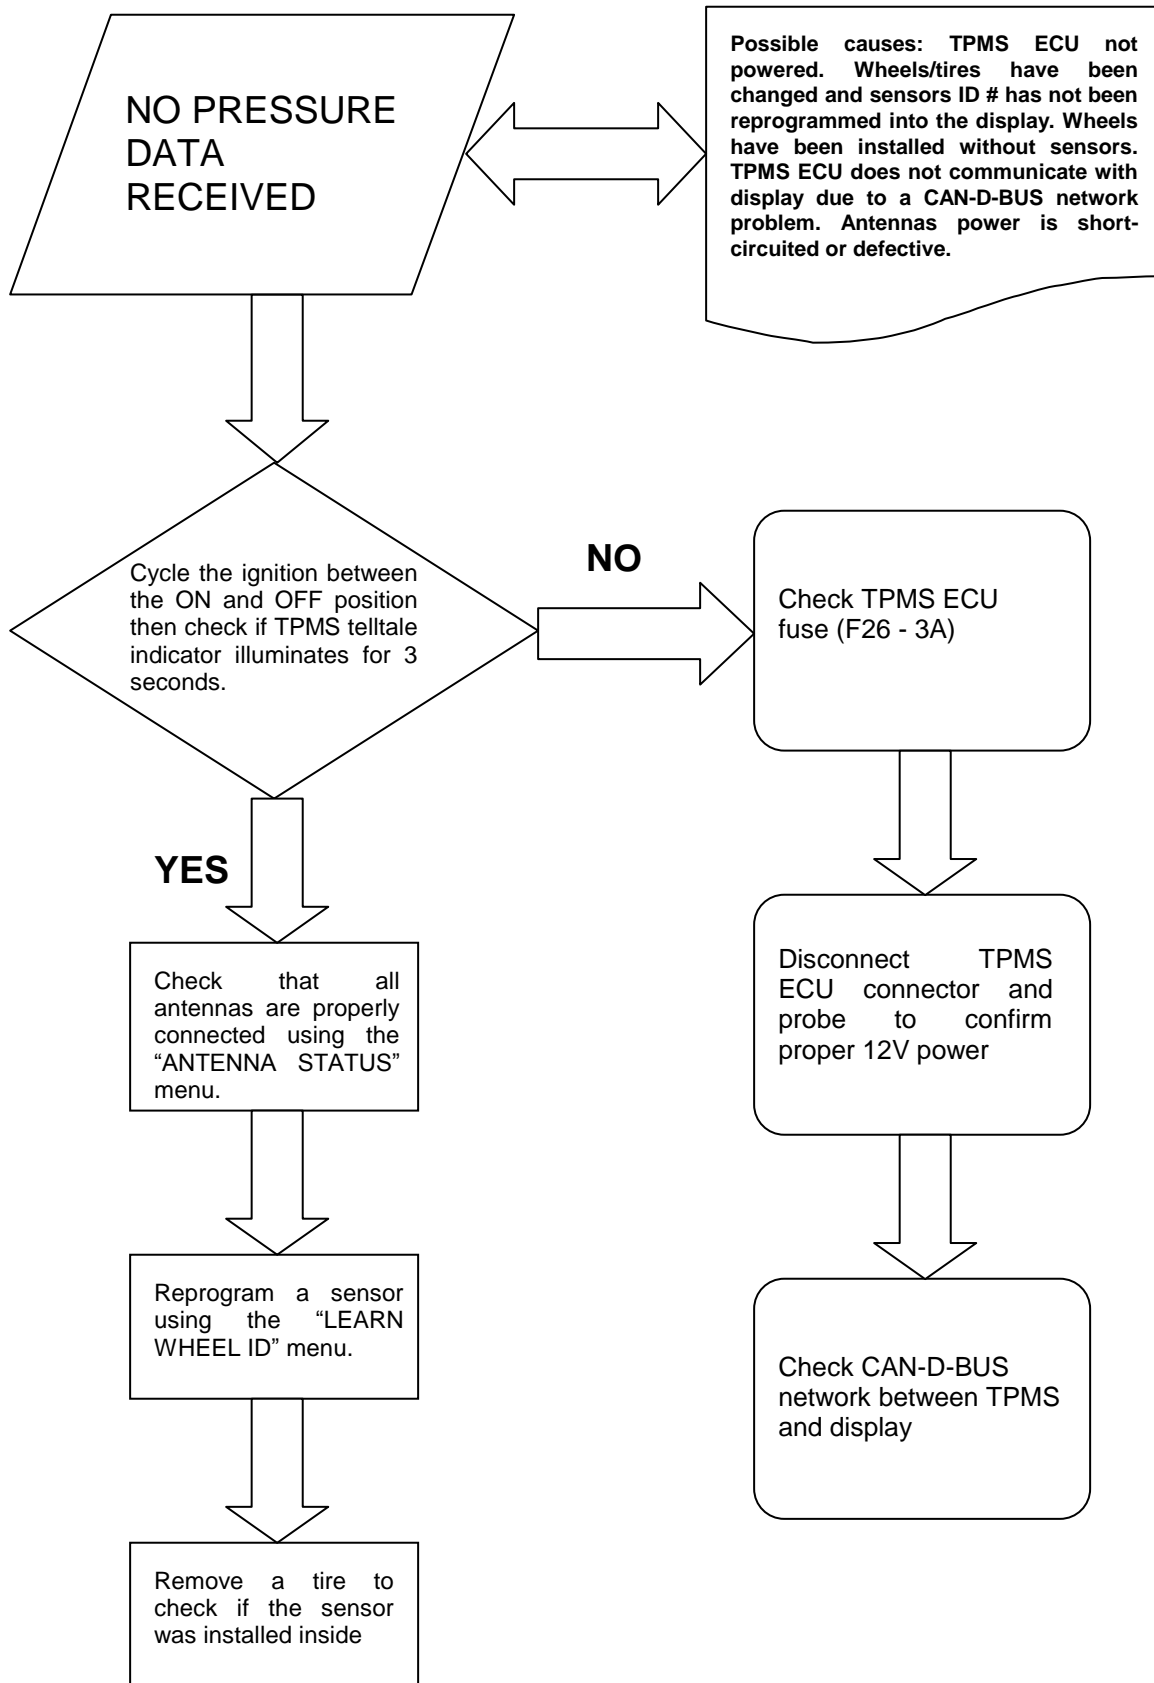 NO PRESSURE
DATA
RECEIVED
Possible causes: TPMS ECU not
powered. Wheels/tires have been
changed and sensors ID # has not been
reprogrammed into the display. Wheels
have been installed without sensors.
TPMS ECU does not communicate with
display due to a CAN-D-BUS network
problem. Antennas power is short-
circuited or defective.
Cycle the ignition between
the ON and OFF position
then check if TPMS telltale
indicator illuminates for 3
seconds.
NO
Check TPMS ECU
fuse (F26 - 3A)
YES
Check that all
antennas are properly
connected using the
“ANTENNA STATUS”
menu.
Disconnect TPMS
ECU connector and
probe to confirm
proper 12V power
Reprogram a sensor
using the “LEARN
WHEEL ID” menu.
Check CAN-D-BUS
network between TPMS
and display
Remove a tire to
check if the sensor
was installed inside